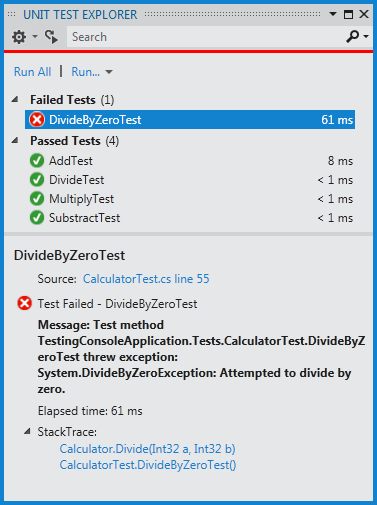 UNIT TEST EXPLORER
Search
Run All | Run...
Failed Tests (1)
DivideByZeroTest 61 ms
Passed Tests (4)
AddTest 8 ms
DivideTest < 1 ms
MultiplyTest < 1 ms
SubstractTest < 1 ms
DivideByZeroTest
Source: CalculatorTest.cs line 55
Test Failed - DivideByZeroTest
Message: Test method
TestingConsoleApplication.Tests.CalculatorTest.DivideByZ
eroTest threw exception:
System.DivideByZeroException: Attempted to divide by
zero.
Elapsed time: 61 ms
StackTrace:
Calculator.Divide(Int32 a, Int32 b)
CalculatorTest.DivideByZeroTest()